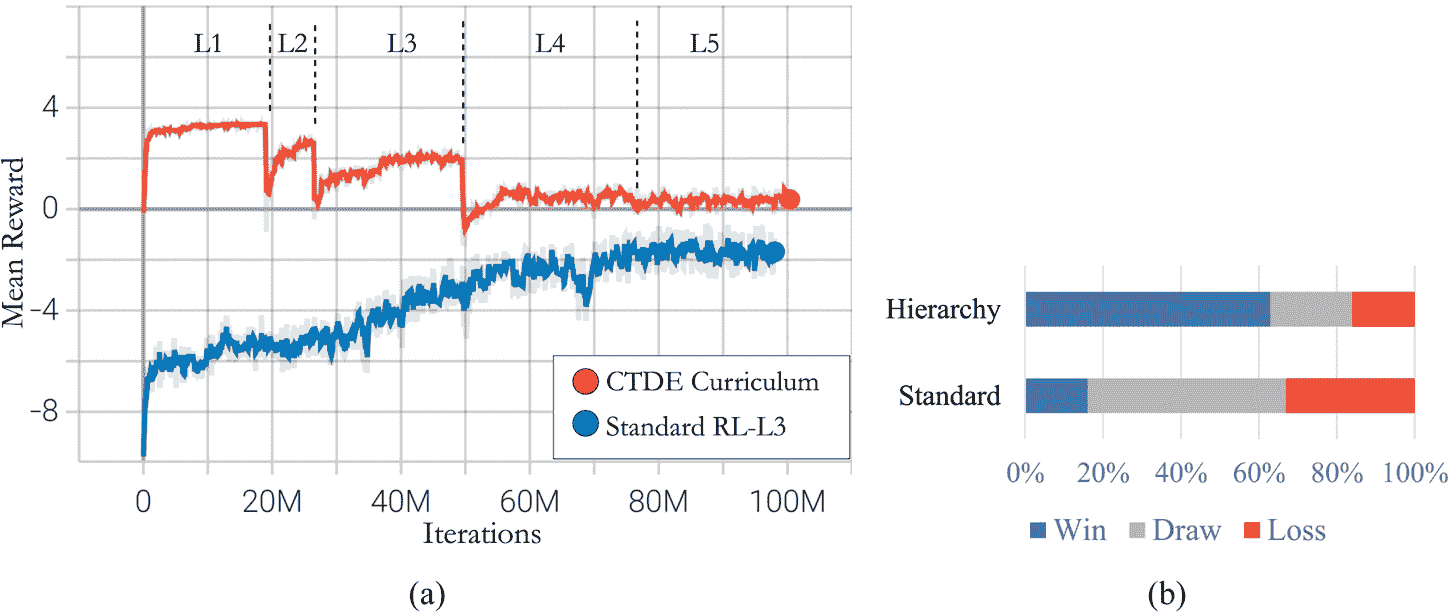 L1 L2 L3 L4 L5
4
0
−4
−8
Mean Reward
CTDE Curriculum
Standard RL-L3
0 20M 40M 60M 80M 100M
Iterations
(a)
Hierarchy
Standard
0% 20% 40% 60% 80% 100%
Win Draw Loss
(b)